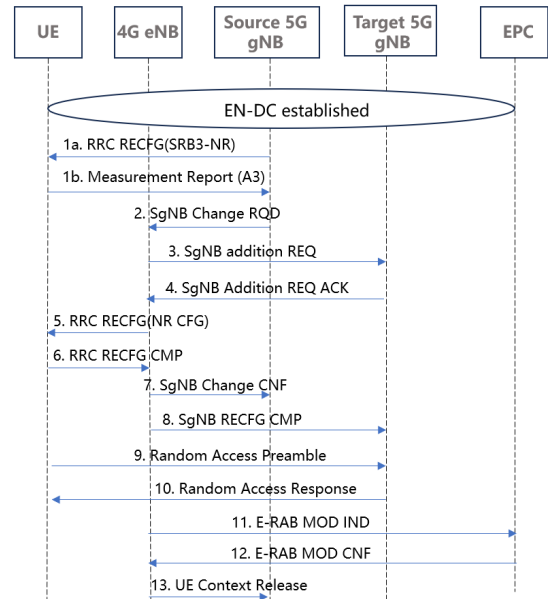 UE
4G eNB
Source 5G
gNB
Target 5G
gNB
EPC
EN-DC established
1a. RRC RECFG(SRB3-NR)
1b. Measurement Report (A3)
2. SgNB Change RQD
3. SgNB addition REQ
4. SgNB Addition REQ ACK
5. RRC RECFG(NR CFG)
6. RRC RECFG CMP
7. SgNB Change CNF
8. SgNB RECFG CMP
9. Random Access Preamble
10. Random Access Response
11. E-RAB MOD IND
12. E-RAB MOD CNF
13. UE Context Release